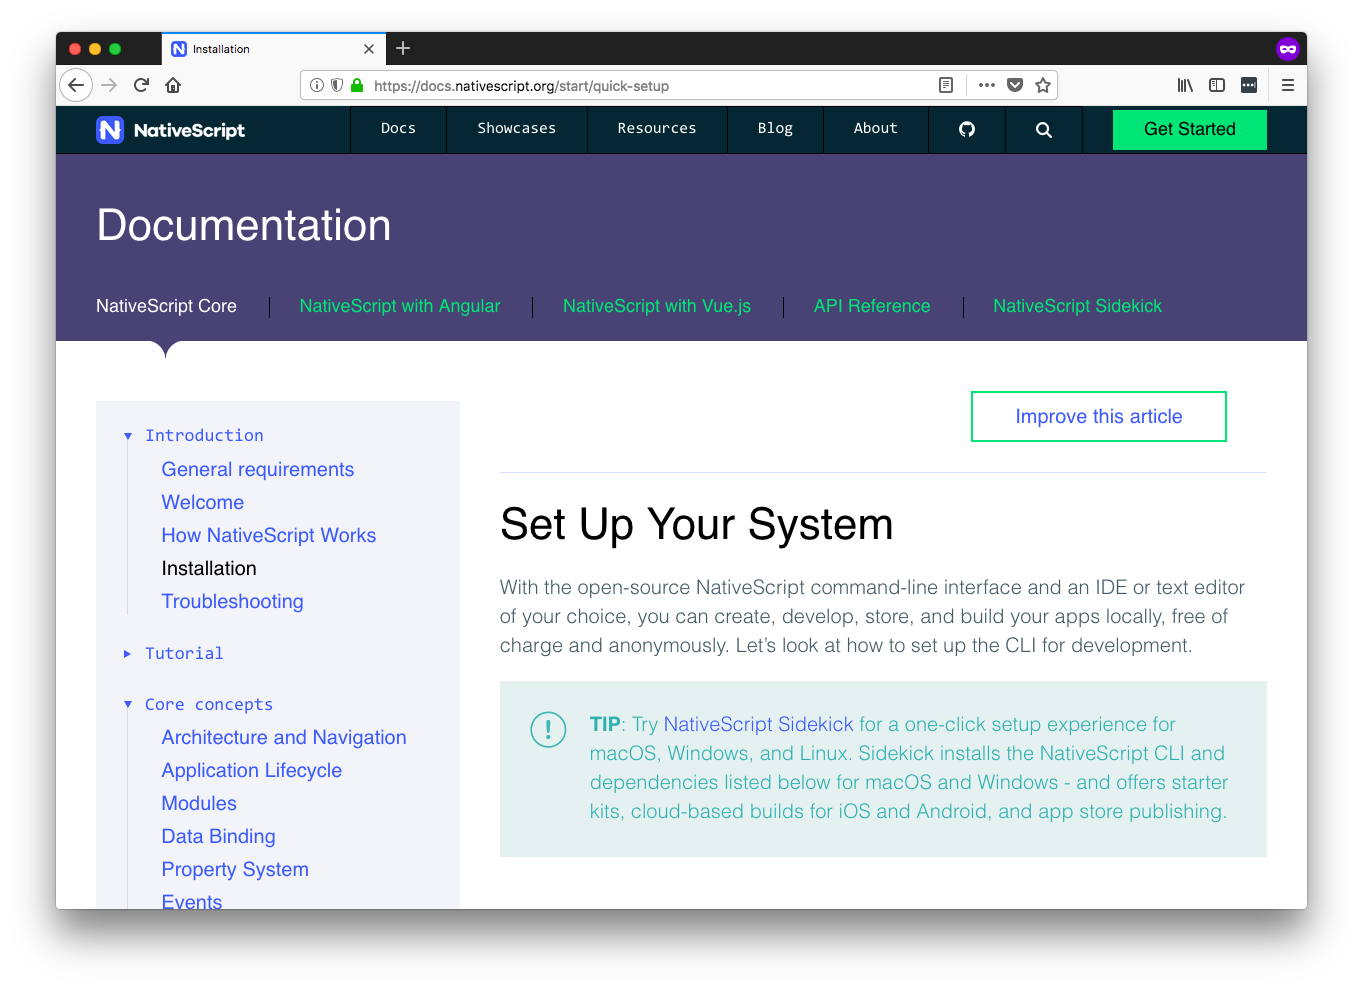 Installation
https://docs.nativescript.org/start/quick-setup
NativeScript
Docs
Showcases
Resources
Blog
About
Get Started
Documentation
NativeScript Core
NativeScript with Angular
NativeScript with Vue.js
API Reference
NativeScript Sidekick
Introduction
General requirements
Welcome
How NativeScript Works
Installation
Troubleshooting
Tutorial
Core concepts
Architecture and Navigation
Application Lifecycle
Modules
Data Binding
Property System
Events
Improve this article
Set Up Your System
With the open-source NativeScript command-line interface and an IDE or text editor
of your choice, you can create, develop, store, and build your apps locally, free of
charge and anonymously. Let’s look at how to set up the CLI for development.
TIP: Try NativeScript Sidekick for a one-click setup experience for
macOS, Windows, and Linux. Sidekick installs the NativeScript CLI and
dependencies listed below for macOS and Windows - and offers starter
kits, cloud-based builds for iOS and Android, and app store publishing.